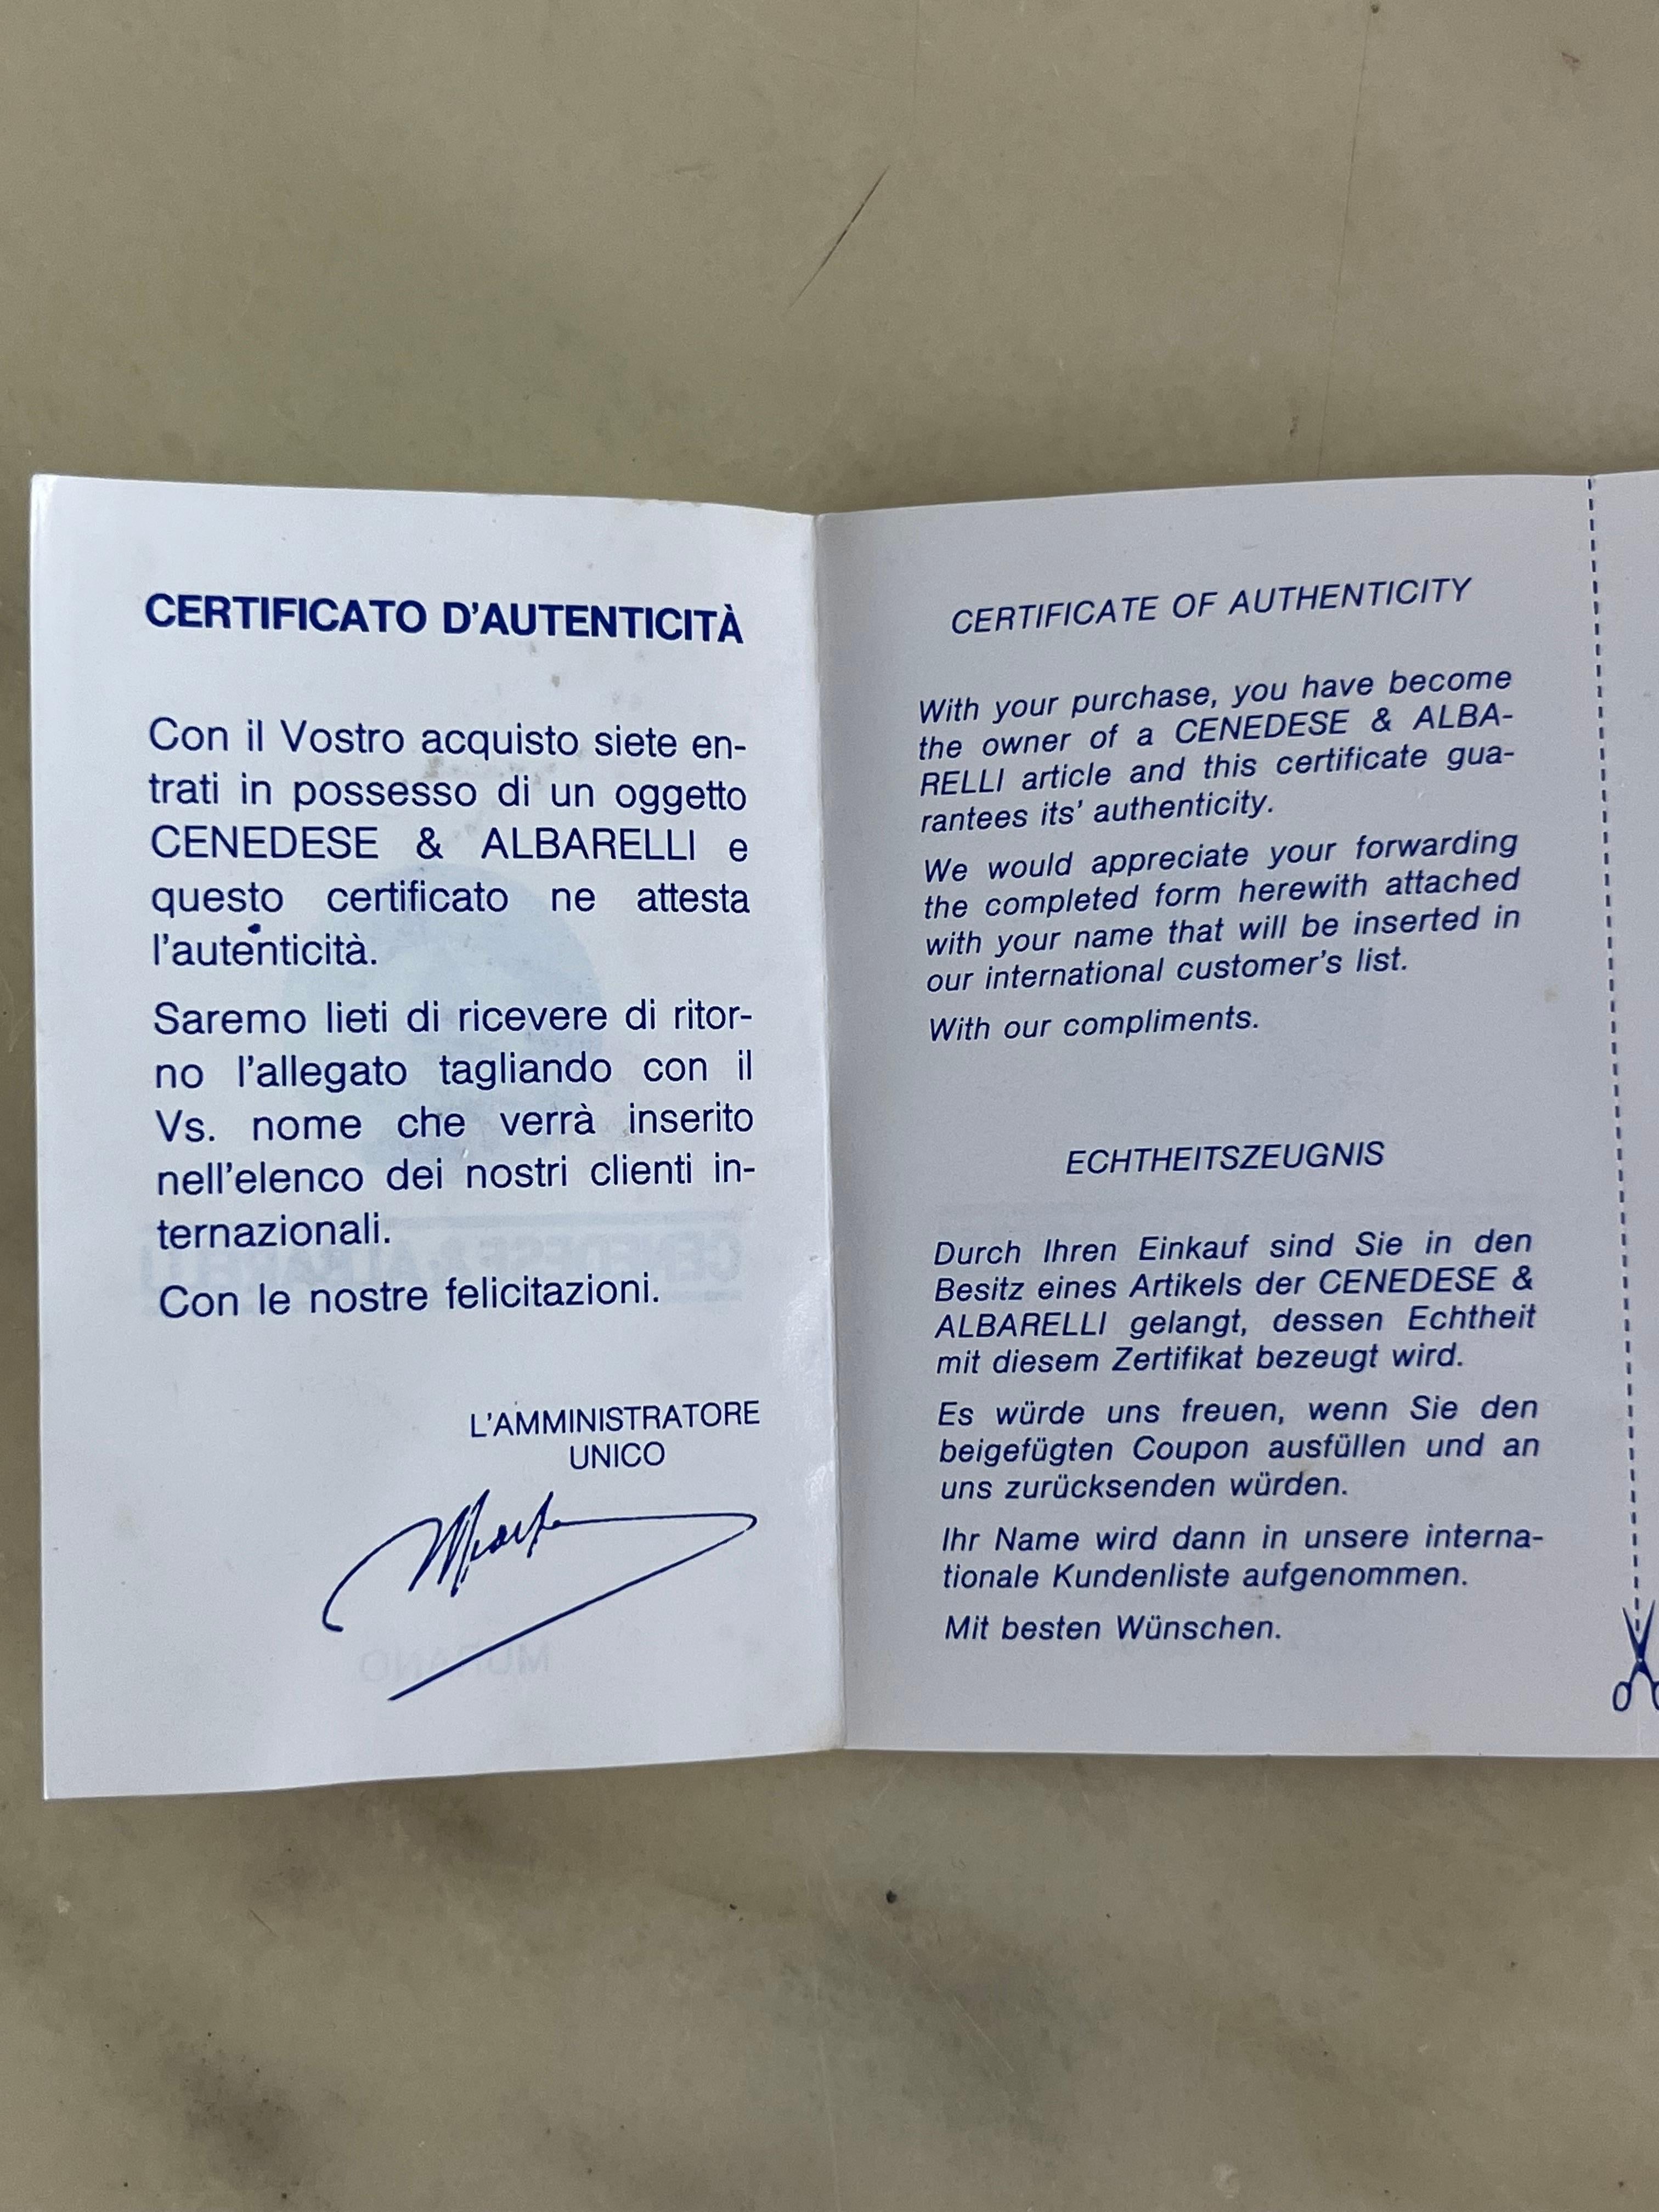 CERTIFICATO D'AUTENTICITÀ
Con il Vostro acquisto siete en-
trati in possesso di un oggetto
CENEDESE & ALBARELLI e
questo certificato ne attesta
l'autenticità.
Saremo lieti di ricevere di ritor-
no l'allegato tagliando con il
Vs. nome che verrà inserito
nell'elenco dei nostri clienti in-
ternazionali.
Con le nostre felicitazioni.
L'AMMINISTRATORE
UNICO
CERTIFICATE OF AUTHENTICITY
With your purchase, you have become
the owner of a CENEDESE & ALBA-
RELLI article and this certificate gua-
rantees its' authenticity.
We would appreciate your forwarding
the completed form herewith attached
with your name that will be inserted in
our international customer's list.
With our compliments.
ECHTHEITSZEUGNIS
Durch Ihren Einkauf sind Sie in den
Besitz eines Artikels der CENEDESE &
ALBARELLI gelangt, dessen Echtheit
mit diesem Zertifikat bezeugt wird.
Es würde uns freuen, wenn Sie den
beigefügten Coupon ausfüllen und an
uns zurücksenden würden.
Ihr Name wird dann in unsere interna-
tionale Kundenliste aufgenommen.
Mit besten Wünschen.